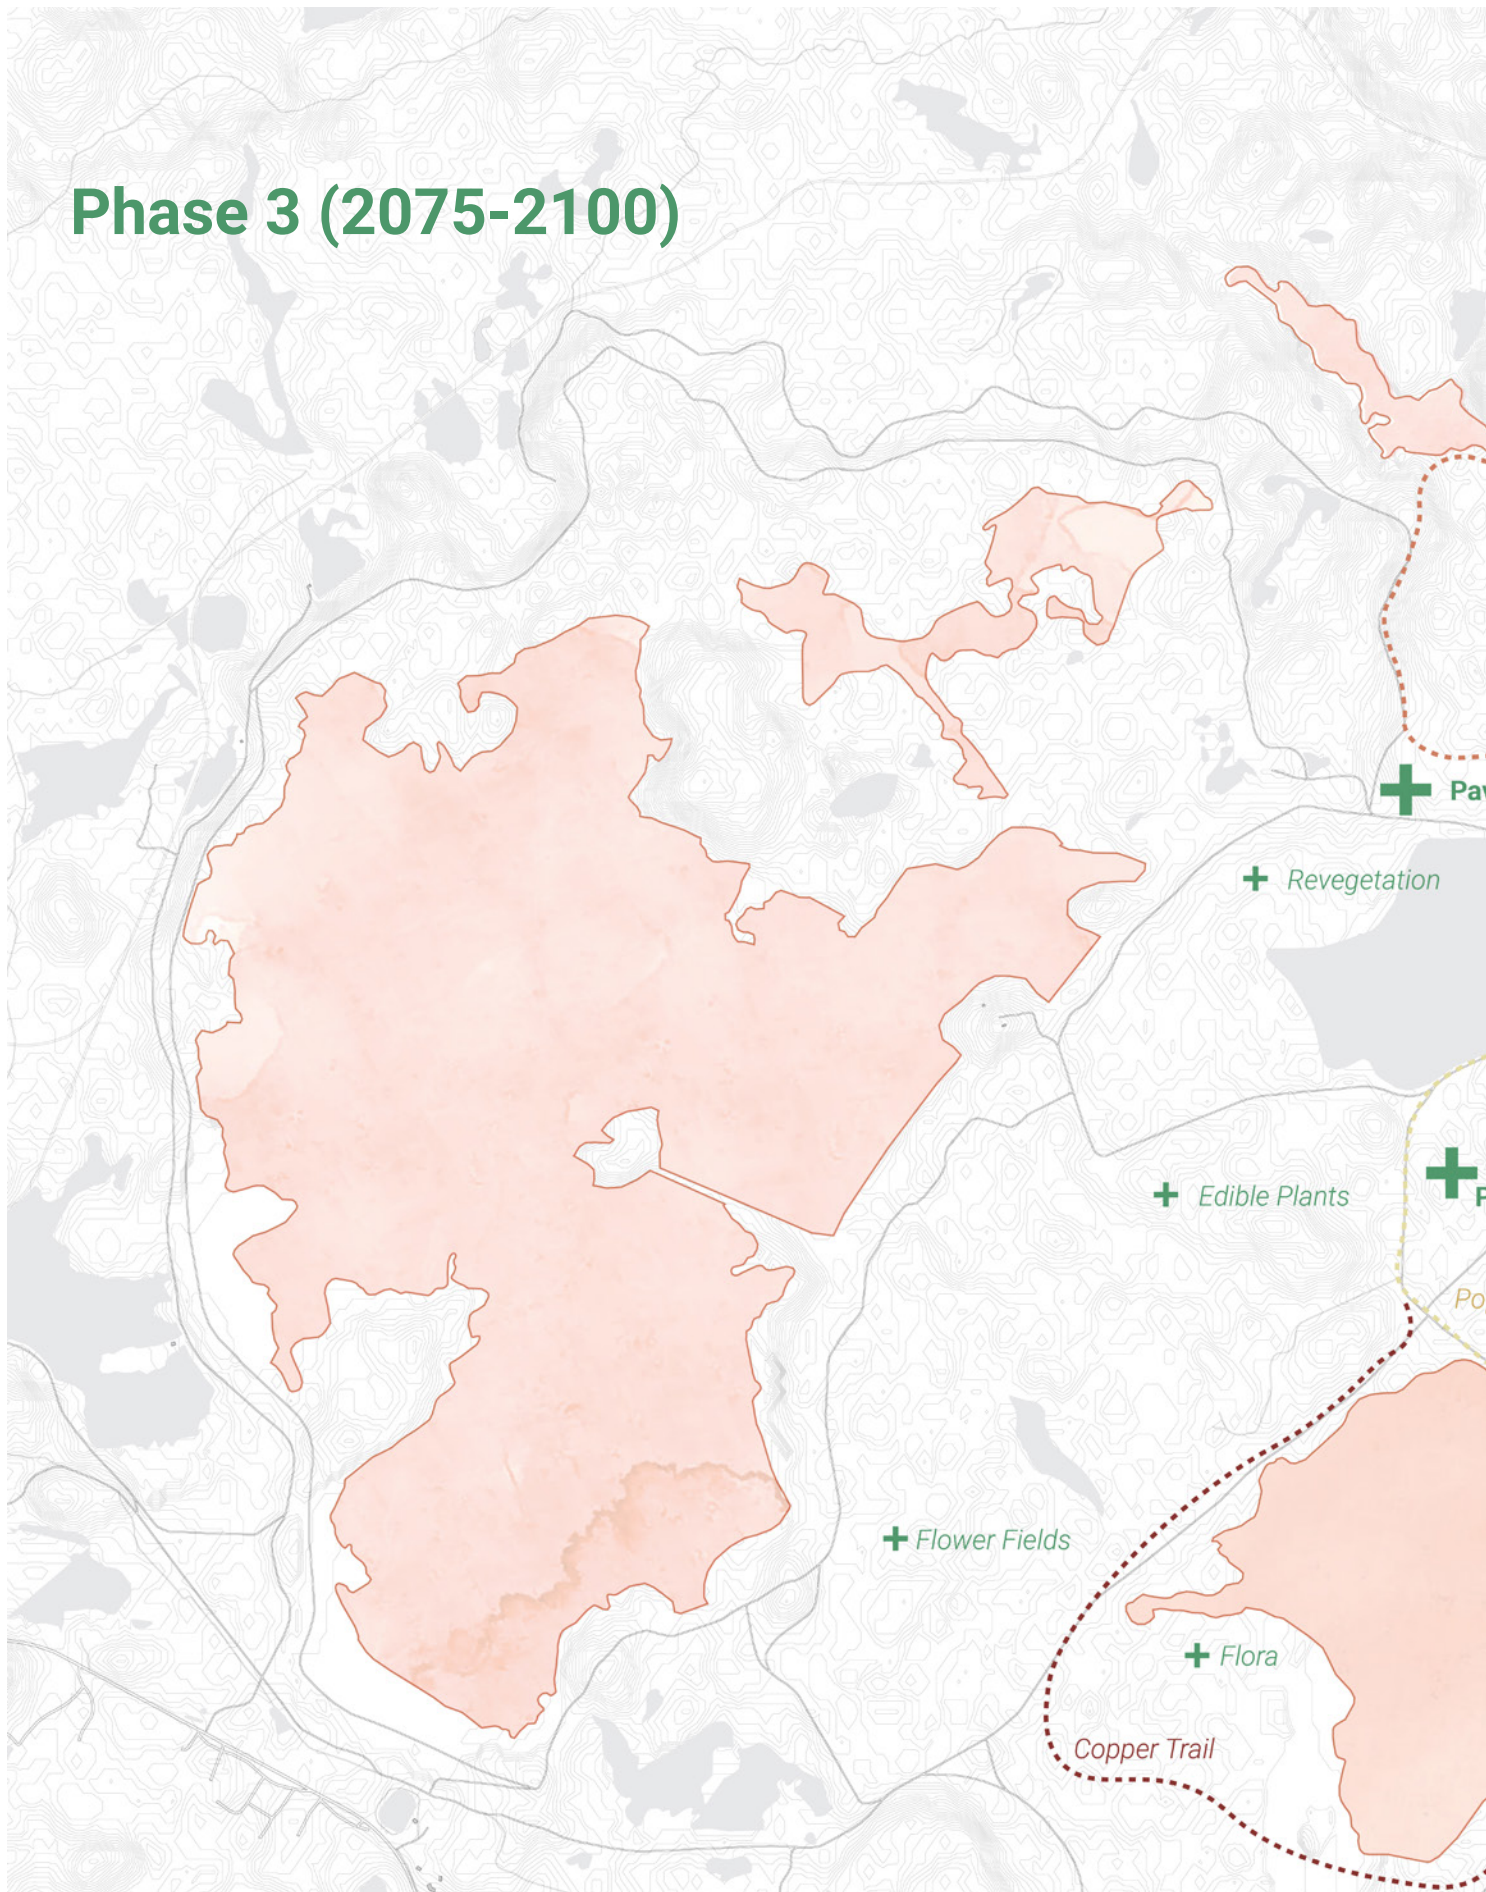 Phase 3 (2075-2100)
Revegetation
Edible Plants
Flower Fields
Flora
Copper Trail